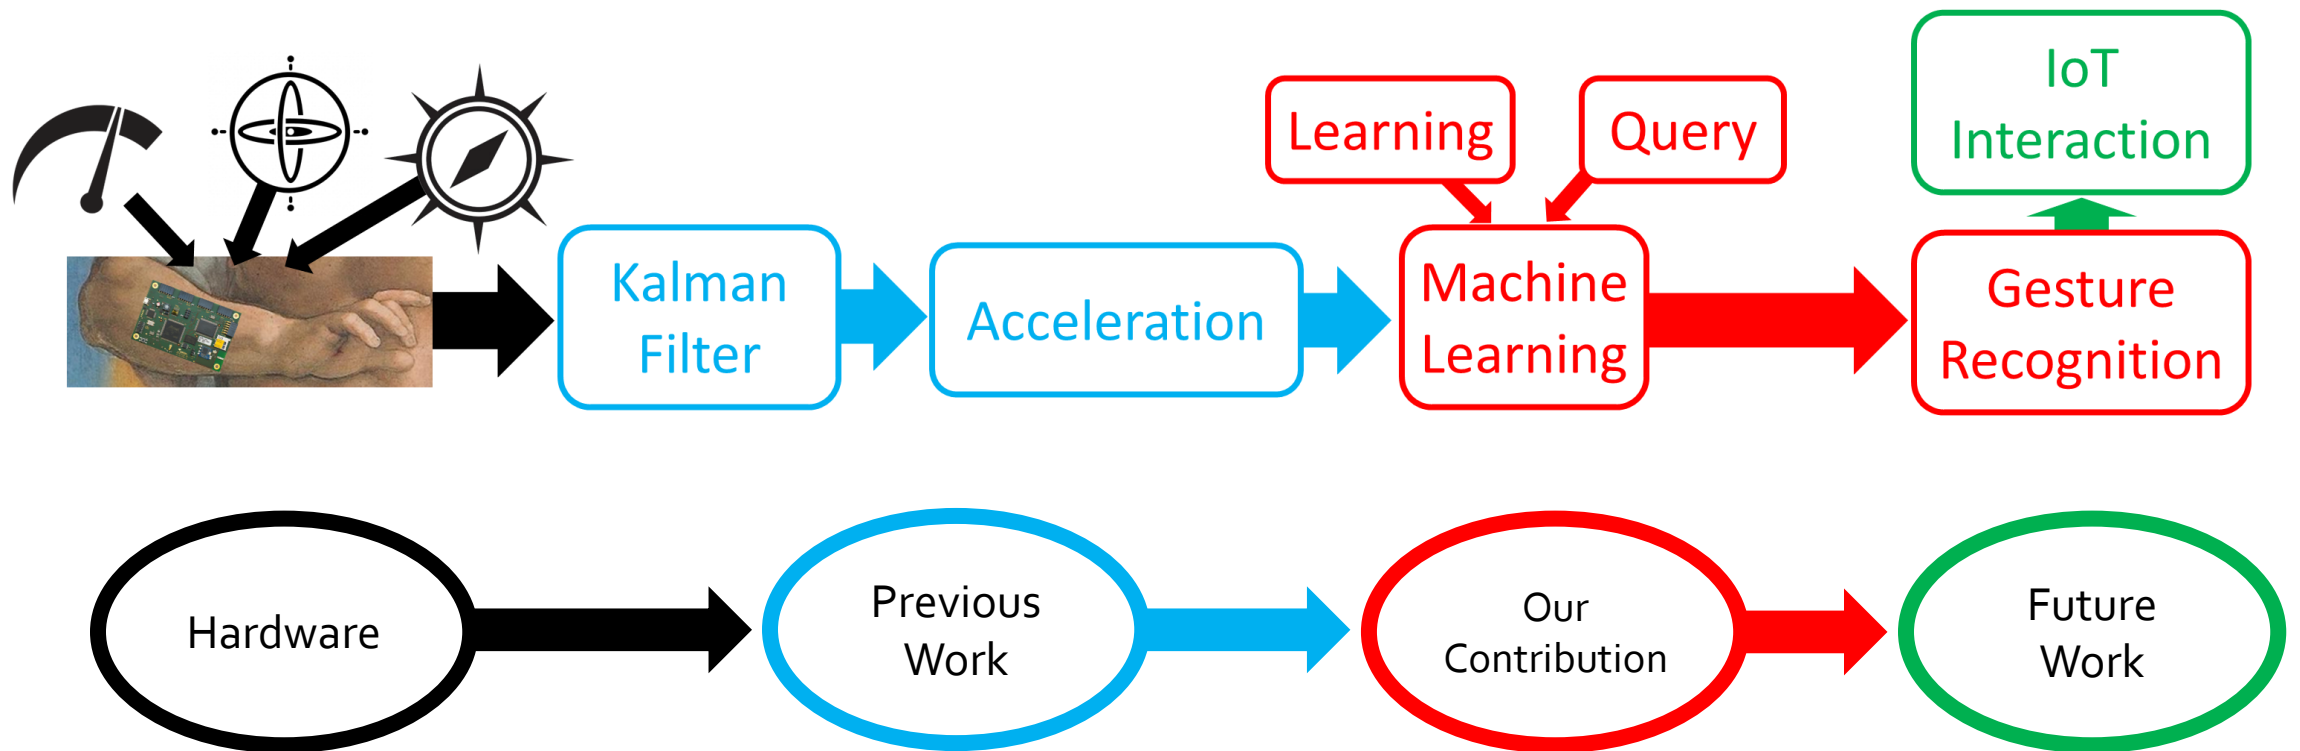 Learning
Query
IoT
Interaction
Kalman
Filter
Acceleration
Machine
Learning
Gesture
Recognition
Hardware
Previous
Work
Our
Contribution
Future
Work